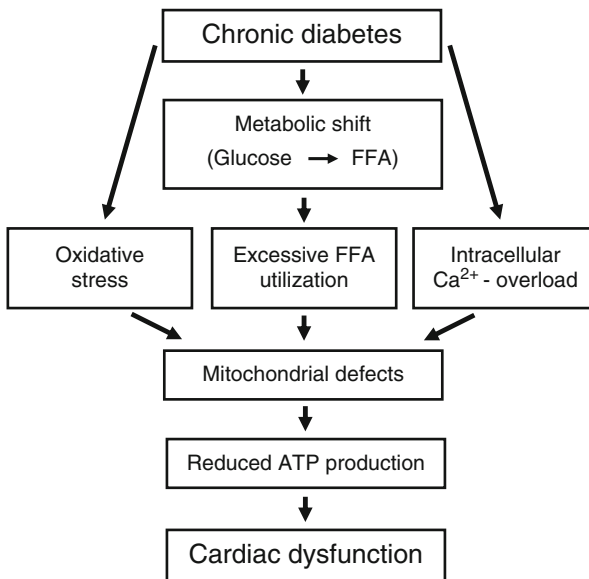 Chronic diabetes
Metabolic shift
(Glucose → FFA)
Oxidative
stress
Excessive FFA
utilization
Intracellular
Ca²⁺ - overload
Mitochondrial defects
Reduced ATP production
Cardiac dysfunction